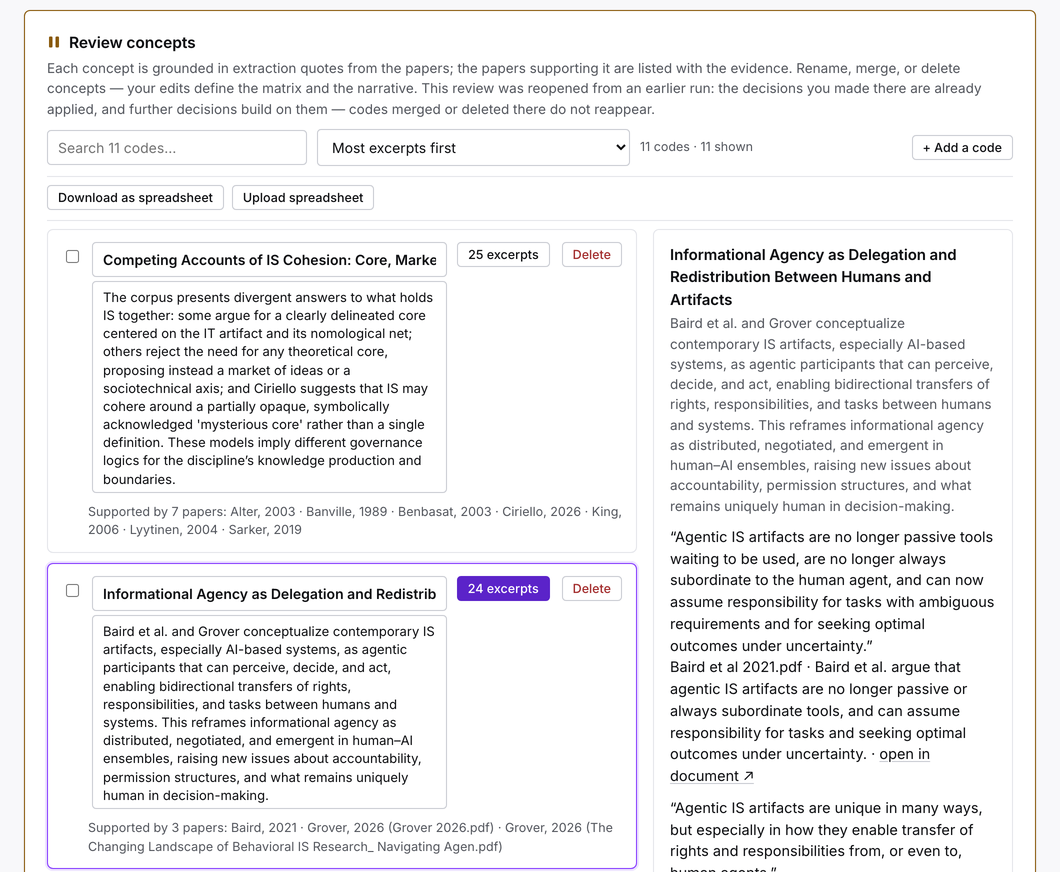 Review concepts
Each concept is grounded in extraction quotes from the papers; the papers supporting it are listed with the evidence. Rename, merge, or delete
concepts — your edits define the matrix and the narrative. This review was reopened from an earlier run: the decisions you made there are already
applied, and further decisions build on them — codes merged or deleted there do not reappear.
Search 11 codes...
Most excerpts first
11 codes · 11 shown
+ Add a code
Download as spreadsheet
Upload spreadsheet
Competing Accounts of IS Cohesion: Core, Marke
25 excerpts
Delete
The corpus presents divergent answers to what holds
IS together: some argue for a clearly delineated core
centered on the IT artifact and its nomological net;
others reject the need for any theoretical core,
proposing instead a market of ideas or a
sociotechnical axis; and Ciriello suggests that IS may
cohere around a partially opaque, symbolically
acknowledged 'mysterious core' rather than a single
definition. These models imply different governance
logics for the discipline’s knowledge production and
boundaries.
Supported by 7 papers: Alter, 2003 · Banville, 1989 · Benbasat, 2003 · Ciriello, 2026 · King,
2006 · Lyytinen, 2004 · Sarker, 2019
Informational Agency as Delegation and Redistrib
24 excerpts
Delete
Baird et al. and Grover conceptualize contemporary IS
artifacts, especially AI-based systems, as agentic
participants that can perceive, decide, and act,
enabling bidirectional transfers of rights,
responsibilities, and tasks between humans and
systems. This reframes informational agency as
distributed, negotiated, and emergent in human–AI
ensembles, raising new issues about accountability,
permission structures, and what remains uniquely
human in decision-making.
Supported by 3 papers: Baird, 2021 · Grover, 2026 (Grover 2026.pdf) · Grover, 2026 (The
Changing Landscape of Behavioral IS Research_ Navigating Agen.pdf)
Informational Agency as Delegation and
Redistribution Between Humans and
Artifacts
Baird et al. and Grover conceptualize
contemporary IS artifacts, especially AI-based
systems, as agentic participants that can perceive,
decide, and act, enabling bidirectional transfers of
rights, responsibilities, and tasks between humans
and systems. This reframes informational agency
as distributed, negotiated, and emergent in
human–AI ensembles, raising new issues about
accountability, permission structures, and what
remains uniquely human in decision-making.
“Agentic IS artifacts are no longer passive tools
waiting to be used, are no longer always
subordinate to the human agent, and can now
assume responsibility for tasks with ambiguous
requirements and for seeking optimal
outcomes under uncertainty.”
Baird et al 2021.pdf · Baird et al. argue that
agentic IS artifacts are no longer passive or
always subordinate tools, and can assume
responsibility for tasks and seeking optimal
outcomes under uncertainty. · open in
document ↗
“Agentic IS artifacts are unique in many ways,
but especially in how they enable transfer of
rights and responsibilities from, or even to,
human agents.”